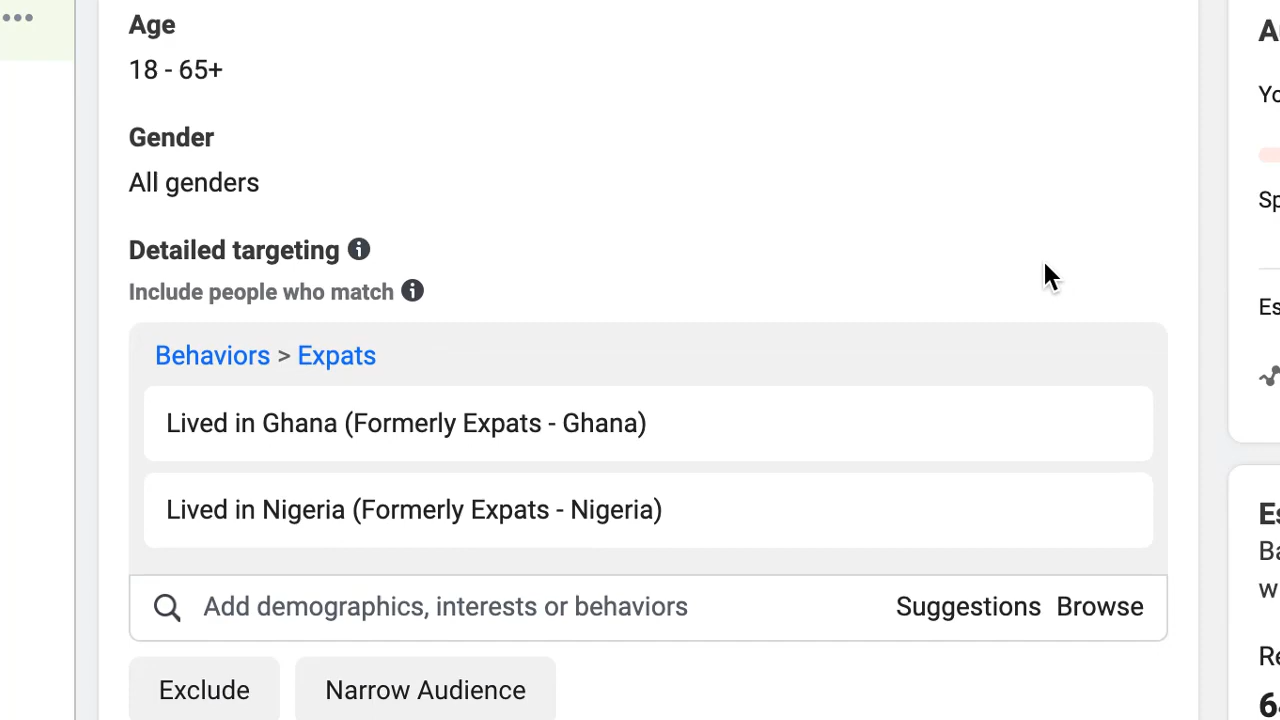 Age
18 - 65+
Gender
All genders
Detailed targeting
Include people who match
Behaviors > Expats
Lived in Ghana (Formerly Expats - Ghana)
Lived in Nigeria (Formerly Expats - Nigeria)
Add demographics, interests or behaviors
Suggestions Browse
Exclude Narrow Audience